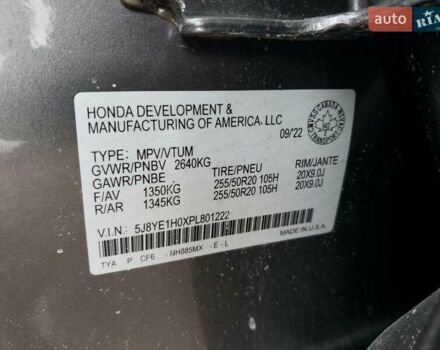 auto RIA
HONDA DEVELOPMENT &
MANUFACTURING OF AMERICA, LLC
09/22
TYPE: MPV/VTUM
GVWR/PNBV 2640KG
GAWR/PNBE TIRE/PNEU RIM/JANTE
F/AV 1350KG 255/50R20 105H 20X9.0J
R/AR 1345KG 255/50R20 105H 20X9.0J
V.I.N.: 5J8YE1H0XPL801222
TYA P CF6 NH885MX - E - L MADE IN U.S.A.